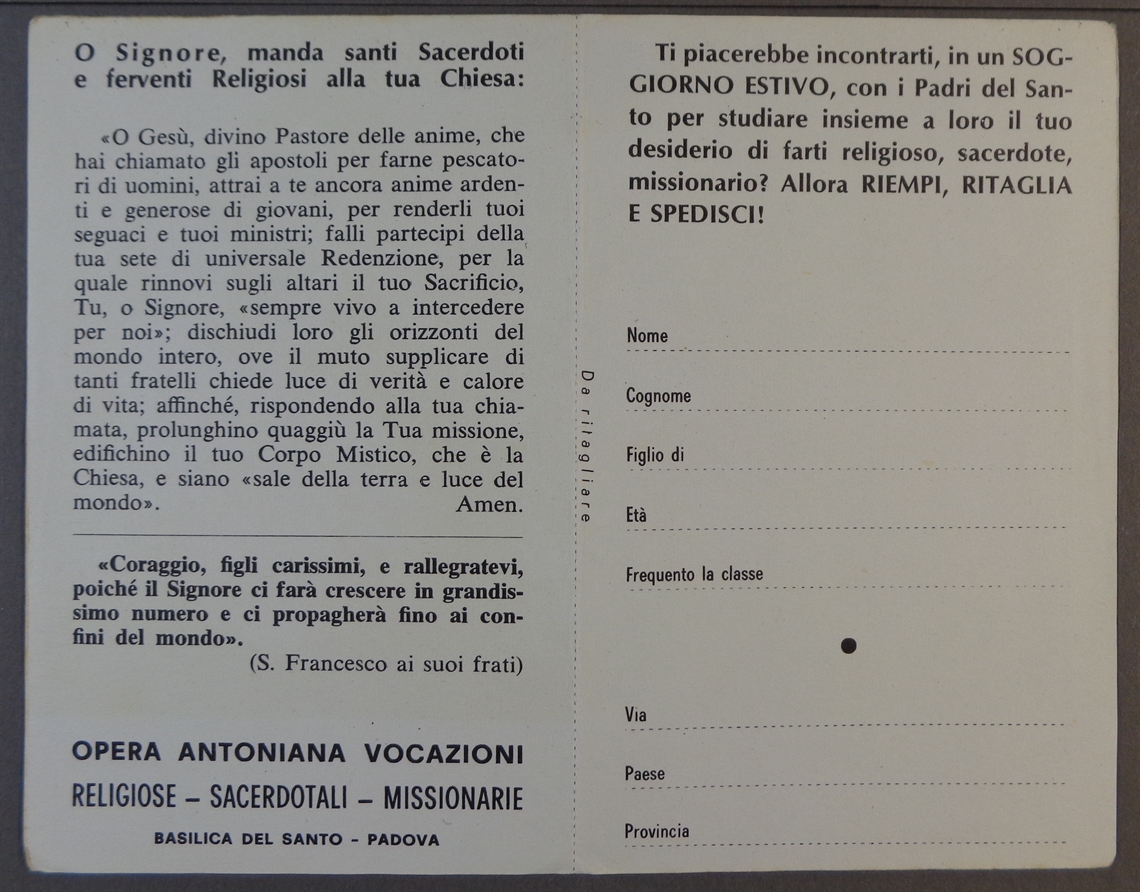 O Signore, manda santi Sacerdoti
e ferventi Religiosi alla tua Chiesa:
«O Gesù, divino Pastore delle anime, che
hai chiamato gli apostoli per farne pescato-
ri di uomini, attrai a te ancora anime arden-
ti e generose di giovani, per renderli tuoi
seguaci e tuoi ministri; falli partecipi della
tua sete di universale Redenzione, per la
quale rinnovi sugli altari il tuo Sacrificio,
Tu, o Signore, «sempre vivo a intercedere
per noi»; dischiudi loro gli orizzonti del
mondo intero, ove il muto supplicare di
tanti fratelli chiede luce di verità e calore
di vita; affinché, rispondendo alla tua chia-
mata, prolunghino quaggiù la Tua missione,
edifichino il tuo Corpo Mistico, che è la
Chiesa, e siano «sale della terra e luce del
mondo». Amen.
«Coraggio, figli carissimi, e rallegratevi,
poiché il Signore ci farà crescere in grandis-
simo numero e ci propagherà fino ai con-
fini del mondo».
(S. Francesco ai suoi frati)
OPERA ANTONIANA VOCAZIONI
RELIGIOSE – SACERDOTALI – MISSIONARIE
BASILICA DEL SANTO - PADOVA
Da ritagliare
Ti piacerebbe incontrarti, in un SOG-
GIORNO ESTIVO, con i Padri del San-
to per studiare insieme a loro il tuo
desiderio di farti religioso, sacerdote,
missionario? Allora RIEMPI, RITAGLIA
E SPEDISCI!
Nome
Cognome
Figlio di
Età
Frequento la classe
Via
Paese
Provincia